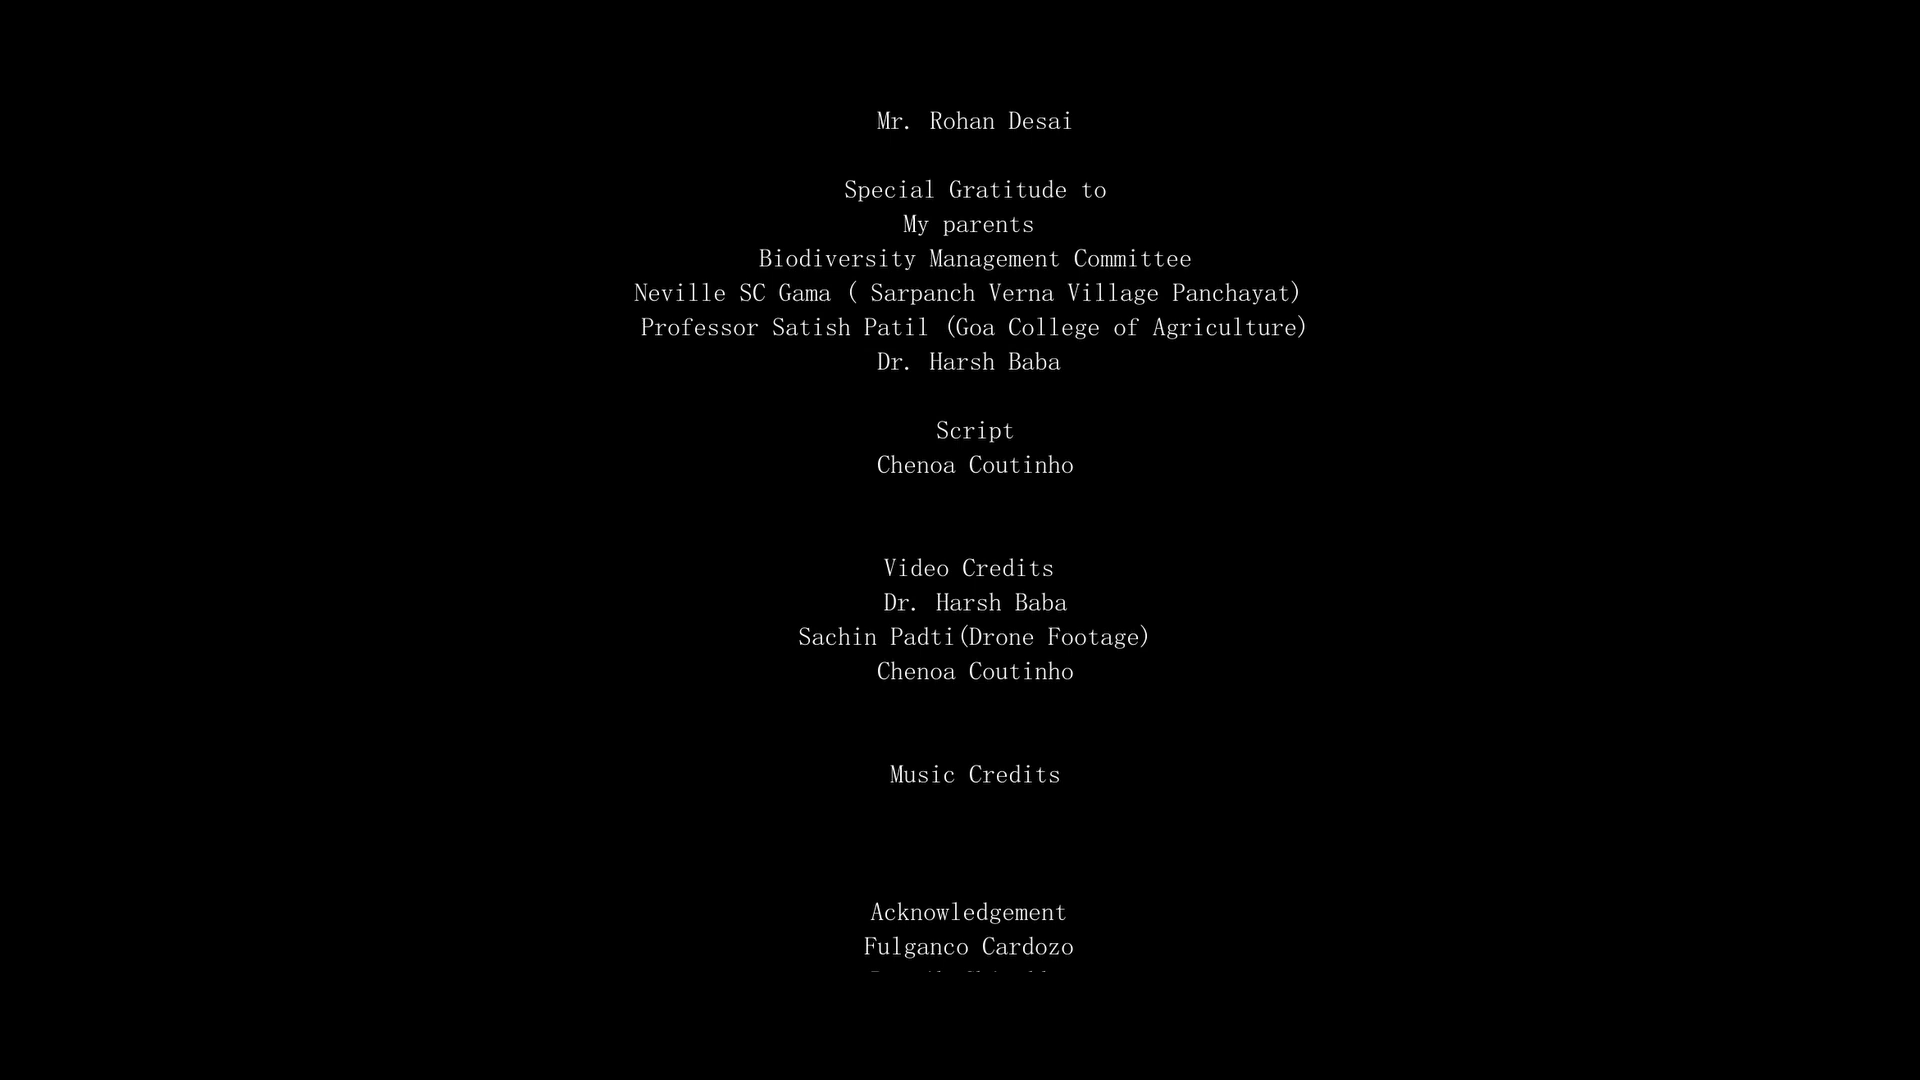 Mr. Rohan Desai
Special Gratitude to
My parents
Biodiversity Management Committee
Neville SC Gama ( Sarpanch Verna Village Panchayat)
Professor Satish Patil (Goa College of Agriculture)
Dr. Harsh Baba
Script
Chenoa Coutinho
Video Credits
Dr. Harsh Baba
Sachin Padti(Drone Footage)
Chenoa Coutinho
Music Credits
Acknowledgement
Fulganco Cardozo